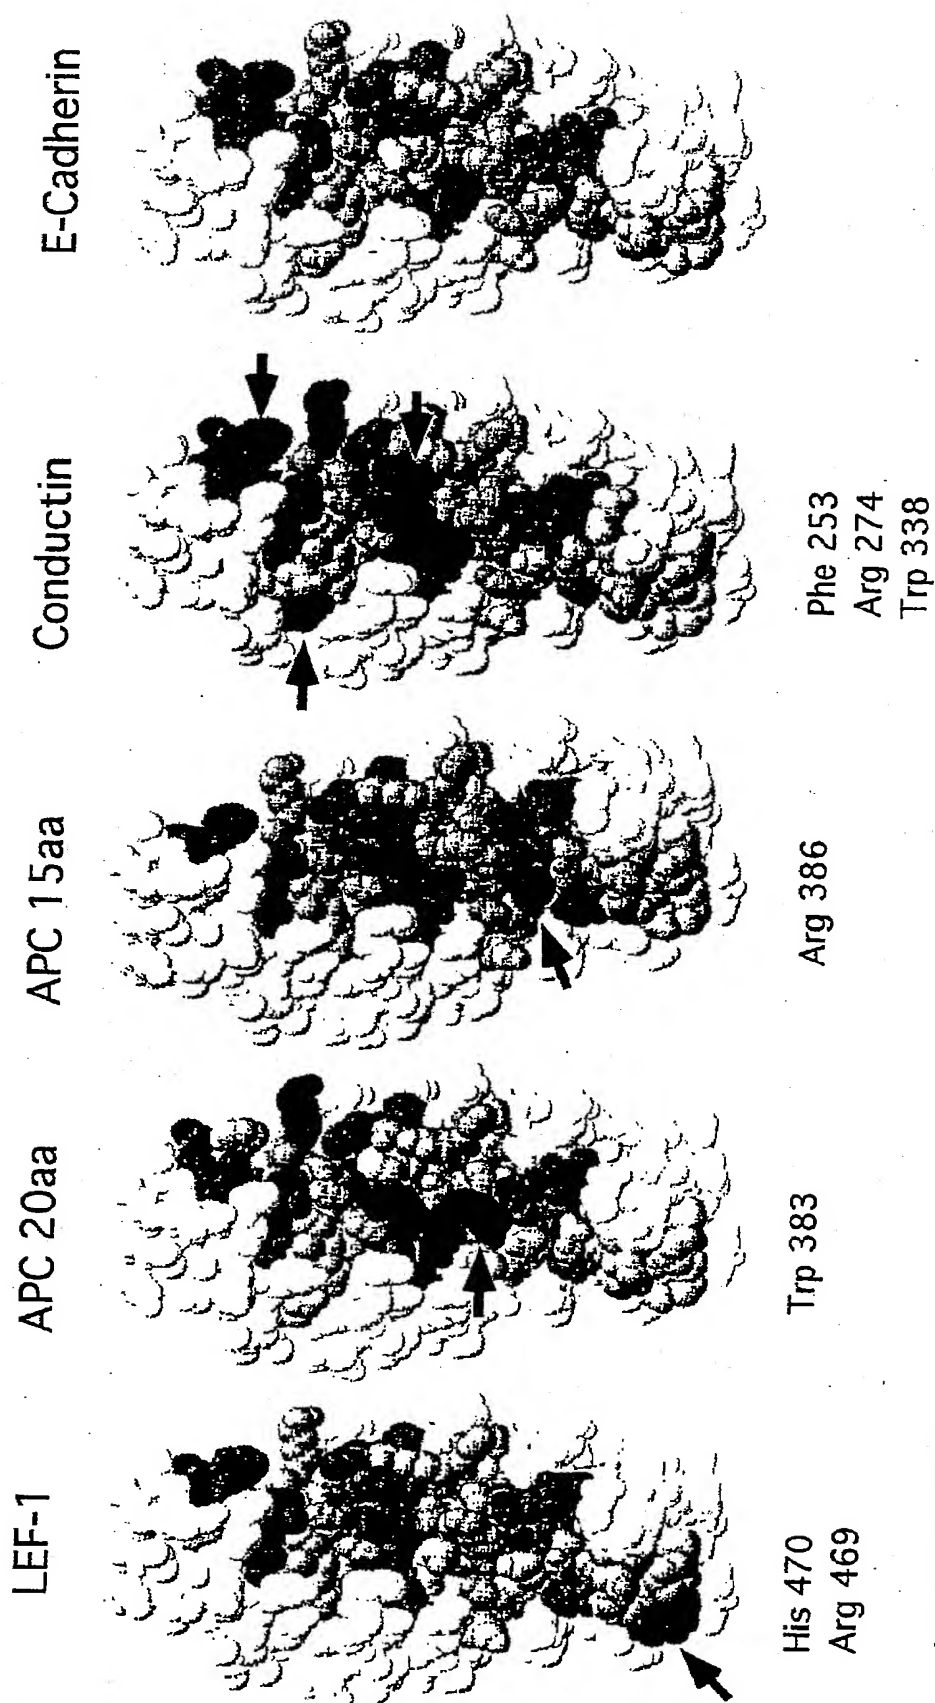 LEF-1
APC 20aa
APC 15aa
Conductin
E-Cadherin
His 470
Arg 469
Trp 383
Arg 386
Phe 253
Arg 274
Trp 338